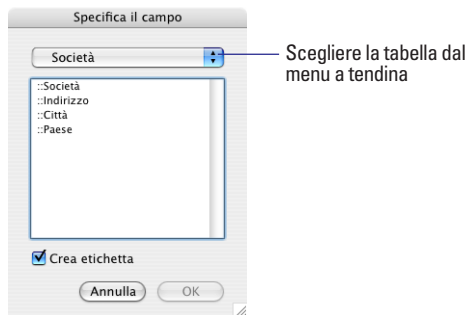 Specifica il campo
Società
Scegliere la tabella dal
menu a tendina
::Società
::Indirizzo
::Città
::Paese
Crea etichetta
Annulla
OK